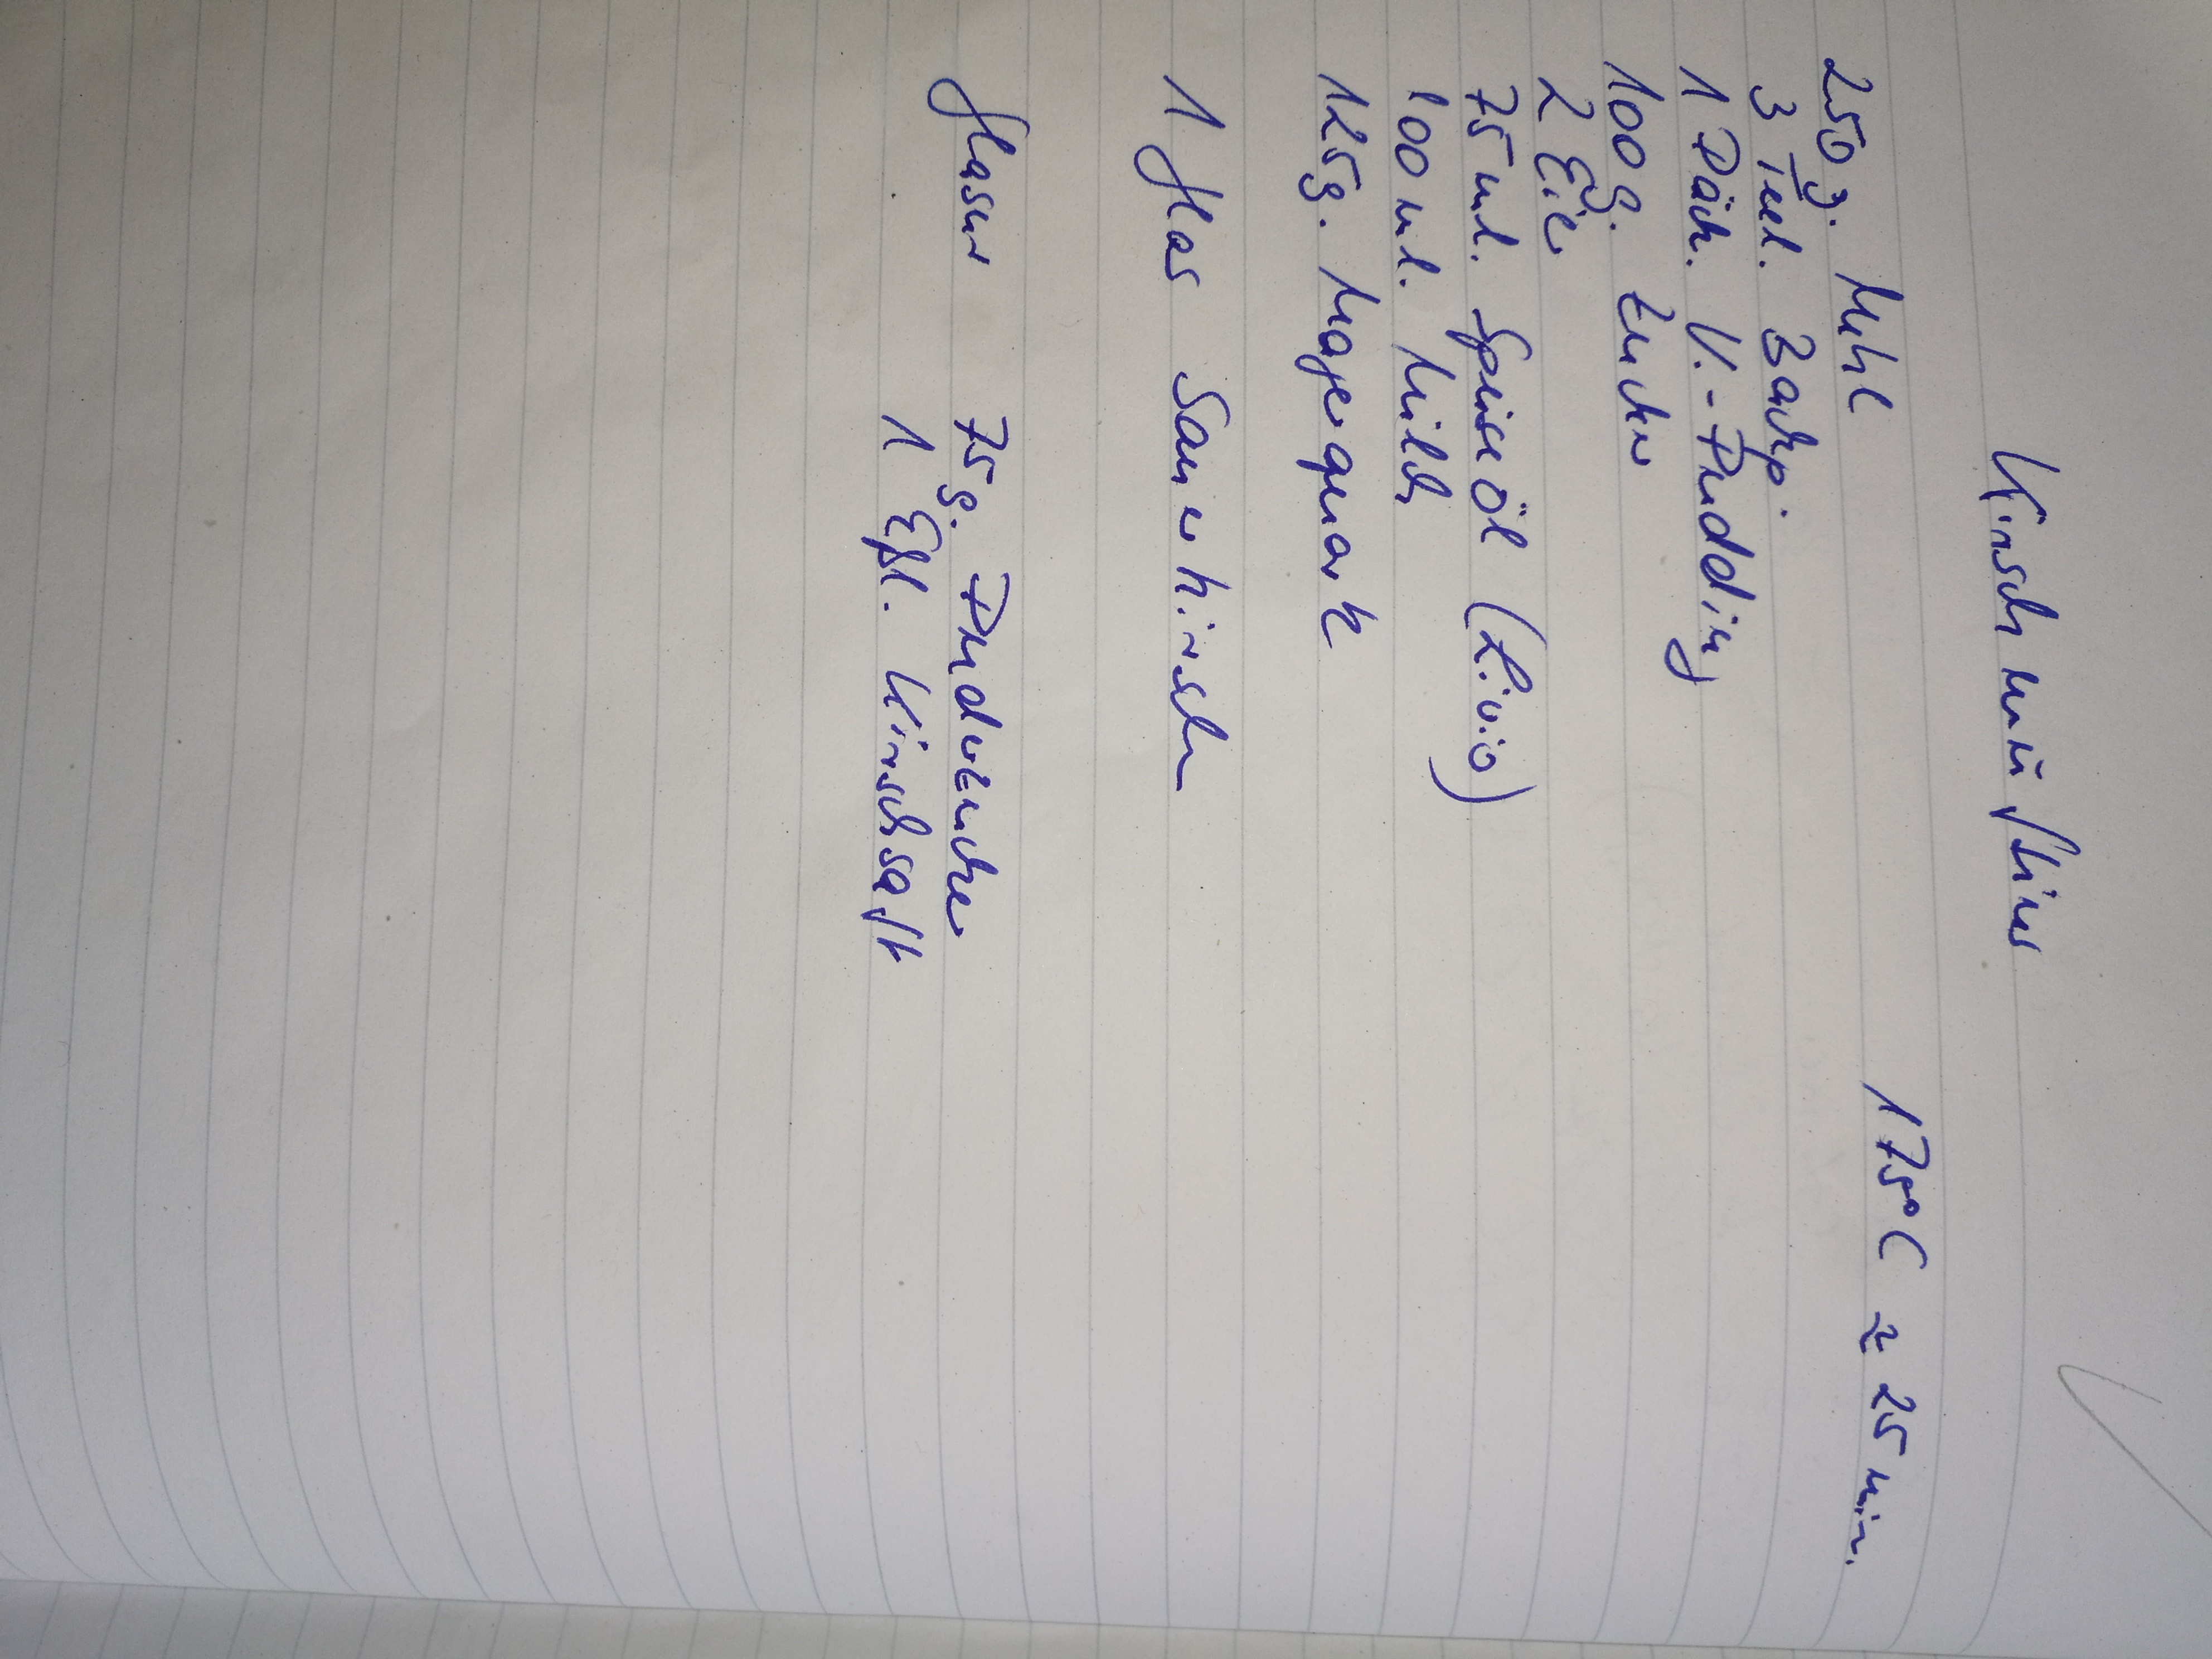 Kirschmuffins
175°C ≈ 25 min.
250 g. Mehl
3 Teel. Backp.
1 Päck. V.-Pudding
100 g. Zucker
2 Eier
75 ml. Speiseöl (Livio)
100 ml. Milch
125 g. Magerquark
1 Glas Sauerkirschen
Glasur 75 g. Puderzucker
1 Eßl. Kirschsaft